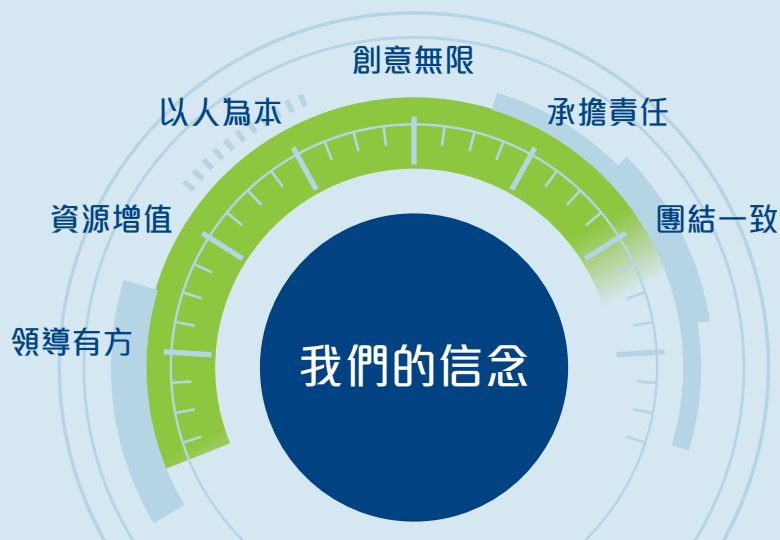 創意無限
以人為本
承擔責任
資源增值
團結一致
領導有方
我們的信念